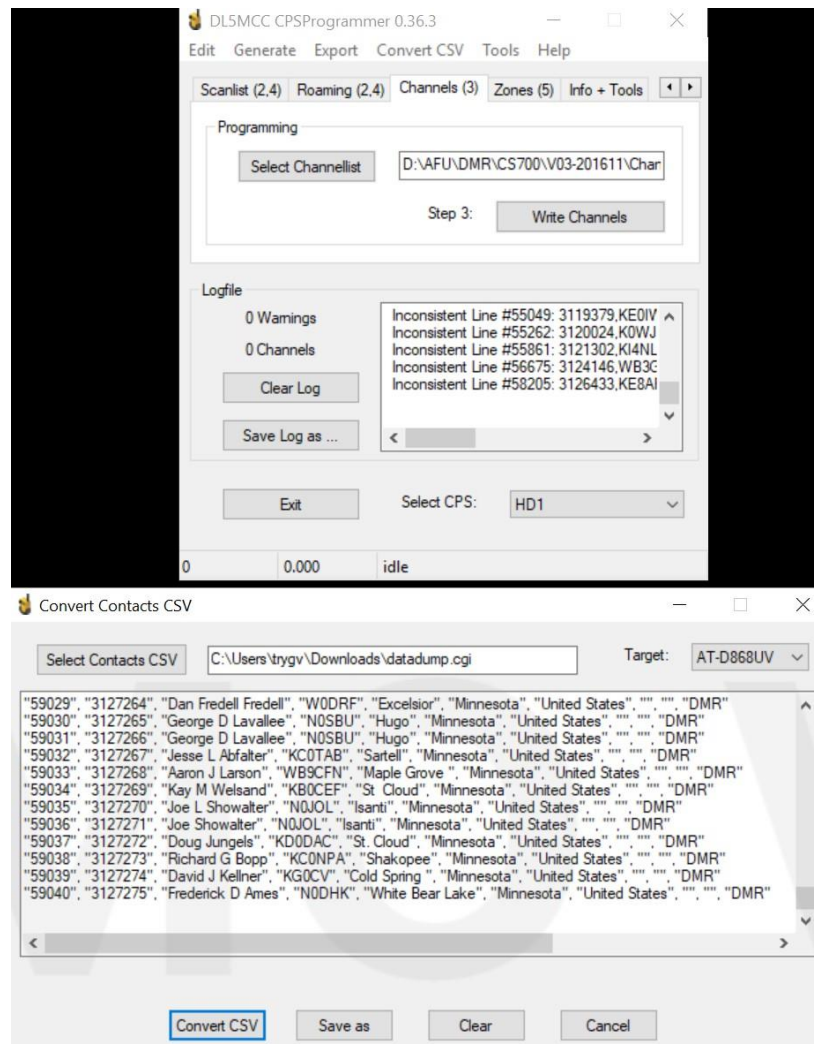 DL5MCC CPSProgrammer 0.36.3
Edit Generate Export Convert CSV Tools Help
Scanlist (2,4) Roaming (2,4) Channels (3) Zones (5) Info + Tools
Programming
Select Channellist D:\AFU\DMR\CS700\V03-201611\Char
Step 3: Write Channels
Logfile
0 Warnings
0 Channels
Clear Log
Save Log as ...
Inconsistent Line #55049: 3119379,KE0IV
Inconsistent Line #55262: 3120024,K0WJ
Inconsistent Line #55861: 3121302,KI4NL
Inconsistent Line #56675: 3124146,WB3G
Inconsistent Line #58205: 3126433,KE8AI
Exit Select CPS: HD1
0 0.000 idle
Convert Contacts CSV
Select Contacts CSV C:\Users\trygv\Downloads\datadump.cgi Target: AT-D868UV
"59029", "3127264", "Dan Fredell Fredell", "W0DRF", "Excelsior", "Minnesota", "United States", "", "", "DMR"
"59030", "3127265", "George D Lavallee", "N0SBU", "Hugo", "Minnesota", "United States", "", "", "DMR"
"59031", "3127266", "George D Lavallee", "N0SBU", "Hugo", "Minnesota", "United States", "", "", "DMR"
"59032", "3127267", "Jesse L Abfalter", "KC0TAB", "Sartell", "Minnesota", "United States", "", "", "DMR"
"59033", "3127268", "Aaron J Larson", "WB9CFN", "Maple Grove ", "Minnesota", "United States", "", "", "DMR"
"59034", "3127269", "Kay M Welsand", "KB0CEF", "St Cloud", "Minnesota", "United States", "", "", "DMR"
"59035", "3127270", "Joe L Showalter", "N0JOL", "Isanti", "Minnesota", "United States", "", "", "DMR"
"59036", "3127271", "Joe Showalter", "N0JOL", "Isanti", "Minnesota", "United States", "", "", "DMR"
"59037", "3127272", "Doug Jungels", "KD0DAC", "St. Cloud", "Minnesota", "United States", "", "", "DMR"
"59038", "3127273", "Richard G Bopp", "KC0NPA", "Shakopee", "Minnesota", "United States", "", "", "DMR"
"59039", "3127274", "David J Kellner", "KG0CV", "Cold Spring ", "Minnesota", "United States", "", "", "DMR"
"59040", "3127275", "Frederick D Ames", "N0DHK", "White Bear Lake", "Minnesota", "United States", "", "", "DMR"
Convert CSV Save as Clear Cancel